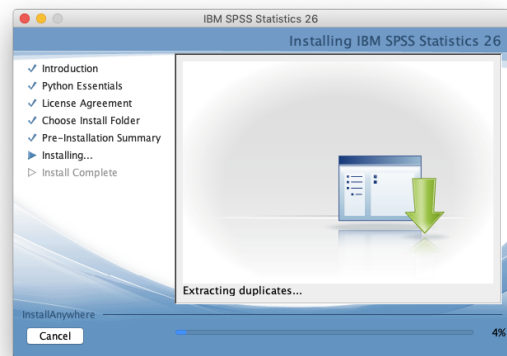 IBM SPSS Statistics 26
Installing IBM SPSS Statistics 26
Introduction
Python Essentials
License Agreement
Choose Install Folder
Pre-Installation Summary
Installing...
Install Complete
Extracting duplicates...
InstallAnywhere
Cancel
4%